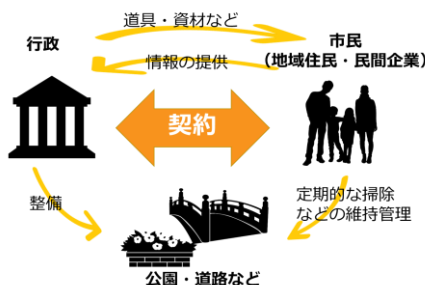 道具・資材など
行政
市民
(地域住民・民間企業)
情報の提供
契約
整備
定期的な掃除
などの維持管理
公園・道路など